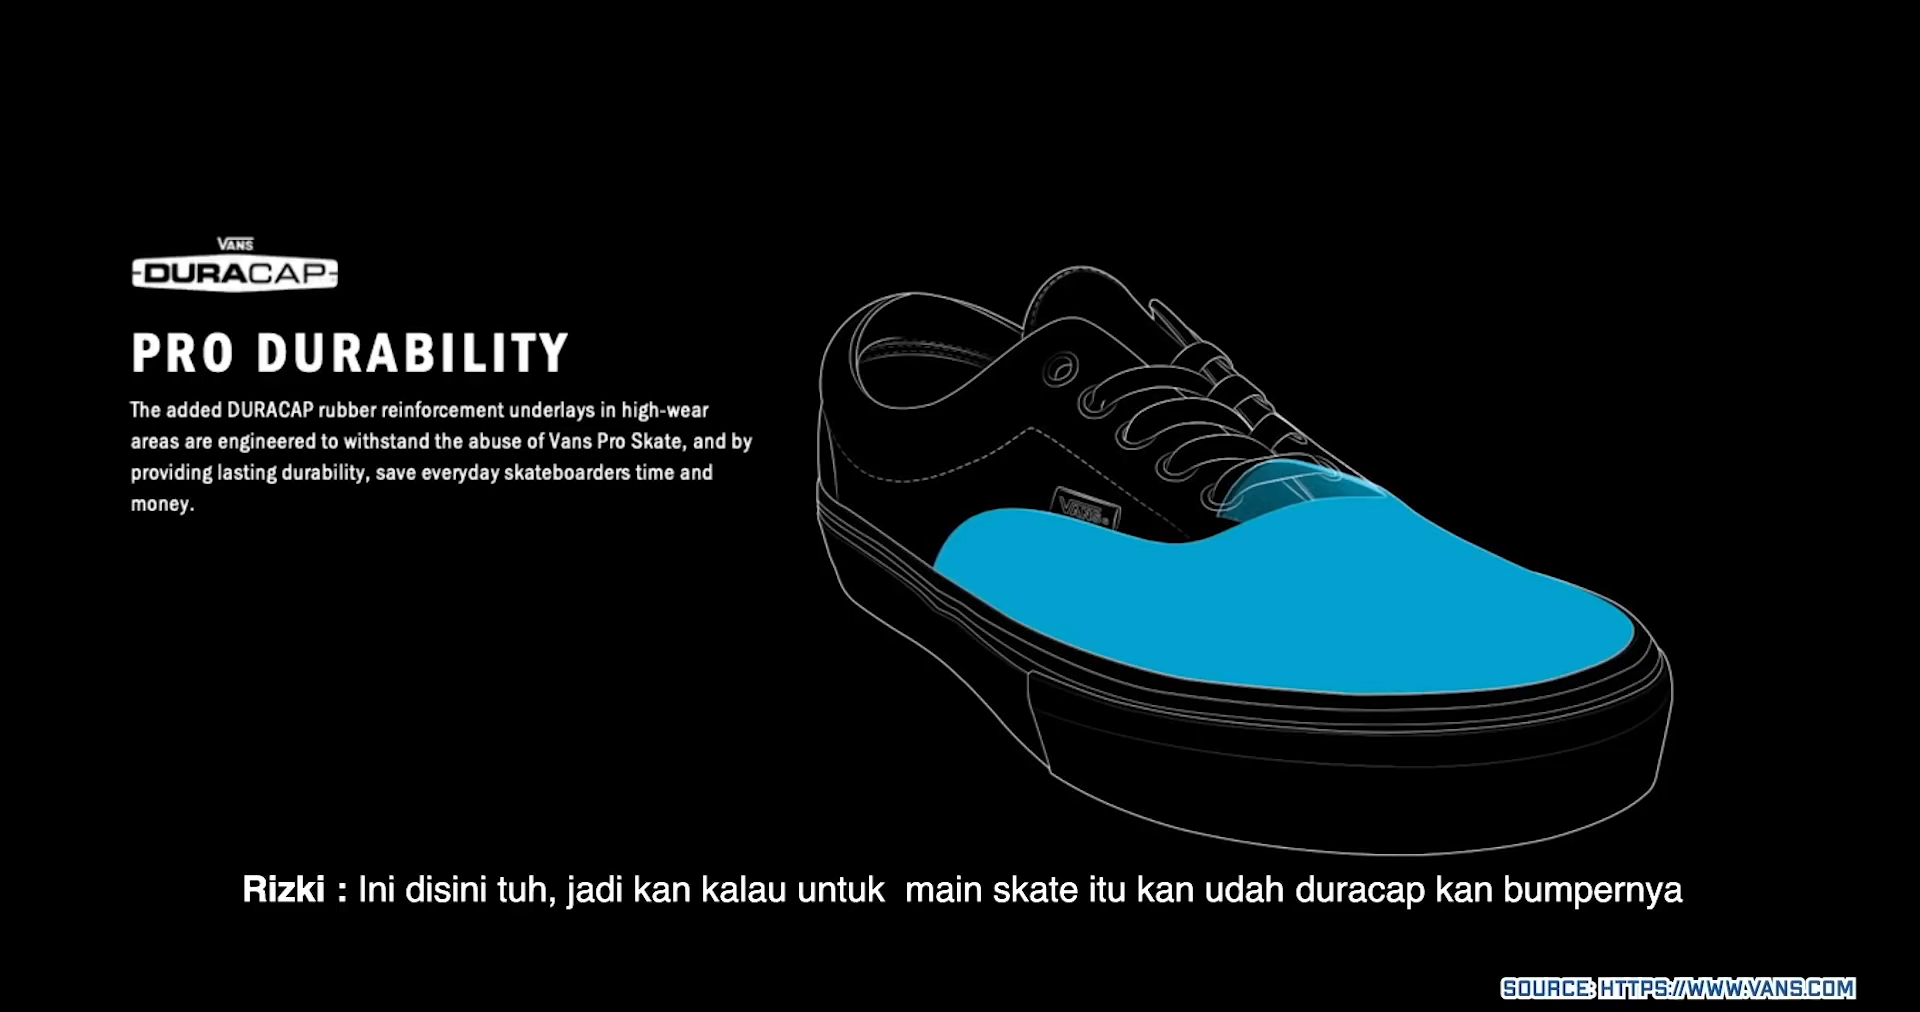 VANS
DURACAP
PRO DURABILITY
The added DURACAP rubber reinforcement underlays in high-wear
areas are engineered to withstand the abuse of Vans Pro Skate, and by
providing lasting durability, save everyday skateboarders time and
money.
VANS
Rizki : Ini disini tuh, jadi kan kalau untuk  main skate itu kan udah duracap kan bumpernya
SOURCE: HTTPS://WWW.VANS.COM